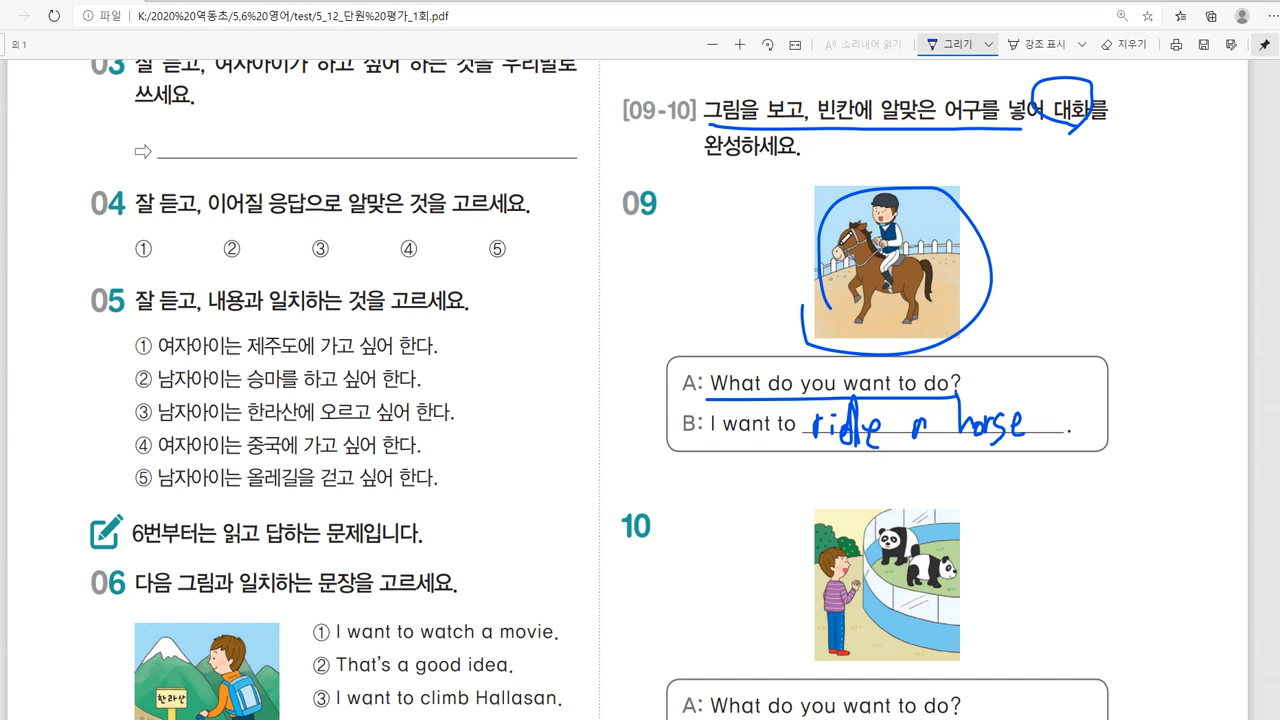 파일 K:/2020%20역동초/5,6%20영어/test/5_12_단원%20평가_1회.pdf
의 1
소리내어 읽기 그리기 강조 표시 지우기
03 잘 듣고, 여자아이가 하고 싶어 하는 것을 우리말로
쓰세요.
⇨
04 잘 듣고, 이어질 응답으로 알맞은 것을 고르세요.
① ② ③ ④ ⑤
05 잘 듣고, 내용과 일치하는 것을 고르세요.
① 여자아이는 제주도에 가고 싶어 한다.
② 남자아이는 승마를 하고 싶어 한다.
③ 남자아이는 한라산에 오르고 싶어 한다.
④ 여자아이는 중국에 가고 싶어 한다.
⑤ 남자아이는 올레길을 걷고 싶어 한다.
6번부터는 읽고 답하는 문제입니다.
06 다음 그림과 일치하는 문장을 고르세요.
한라산
① I want to watch a movie.
② That's a good idea.
③ I want to climb Hallasan.
[09-10] 그림을 보고, 빈칸에 알맞은 어구를 넣어 대화를
완성하세요.
09
A: What do you want to do?
B: I want to ride a horse.
10
A: What do you want to do?